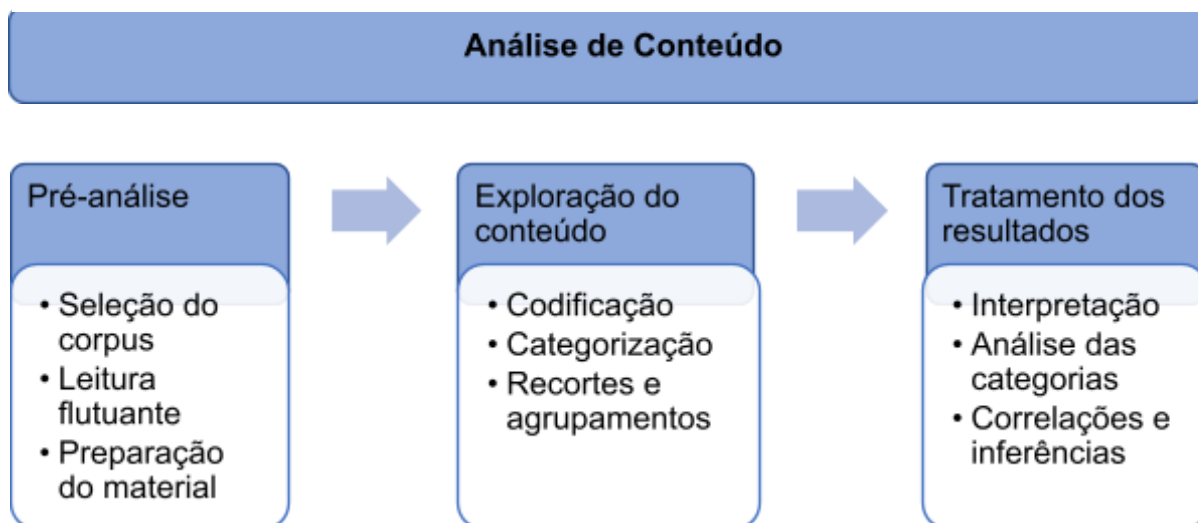 Análise de Conteúdo
Pré-análise
• Seleção do
corpus
• Leitura
flutuante
• Preparação
do material
Exploração do
conteúdo
• Codificação
• Categorização
• Recortes e
agrupamentos
Tratamento dos
resultados
• Interpretação
• Análise das
categorias
• Correlações e
inferências